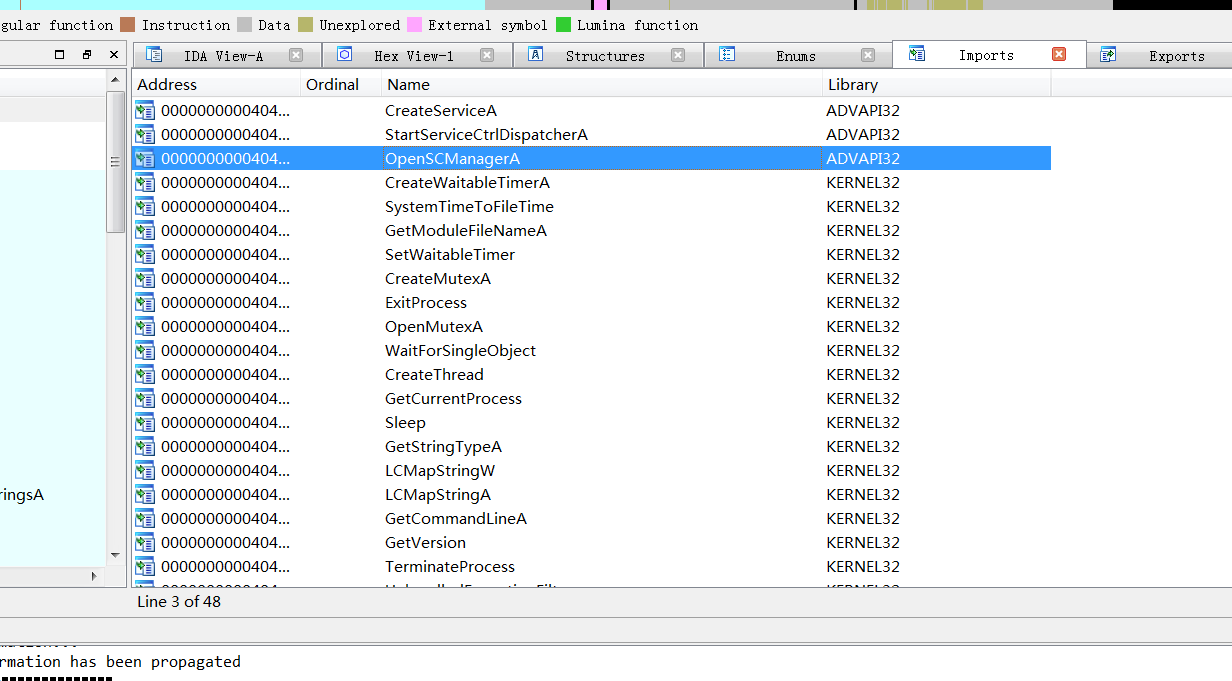 gular function Instruction Data Unexplored External symbol Lumina function
IDA View-A Hex View-1 Structures Enums Imports Exports
Address Ordinal Name Library
0000000000404... CreateServiceA ADVAPI32
0000000000404... StartServiceCtrlDispatcherA ADVAPI32
0000000000404... OpenSCManagerA ADVAPI32
0000000000404... CreateWaitableTimerA KERNEL32
0000000000404... SystemTimeToFileTime KERNEL32
0000000000404... GetModuleFileNameA KERNEL32
0000000000404... SetWaitableTimer KERNEL32
0000000000404... CreateMutexA KERNEL32
0000000000404... ExitProcess KERNEL32
0000000000404... OpenMutexA KERNEL32
0000000000404... WaitForSingleObject KERNEL32
0000000000404... CreateThread KERNEL32
0000000000404... GetCurrentProcess KERNEL32
0000000000404... Sleep KERNEL32
0000000000404... GetStringTypeA KERNEL32
0000000000404... LCMapStringW KERNEL32
ringsA 0000000000404... LCMapStringA KERNEL32
0000000000404... GetCommandLineA KERNEL32
0000000000404... GetVersion KERNEL32
0000000000404... TerminateProcess KERNEL32
Line 3 of 48
rmation has been propagated